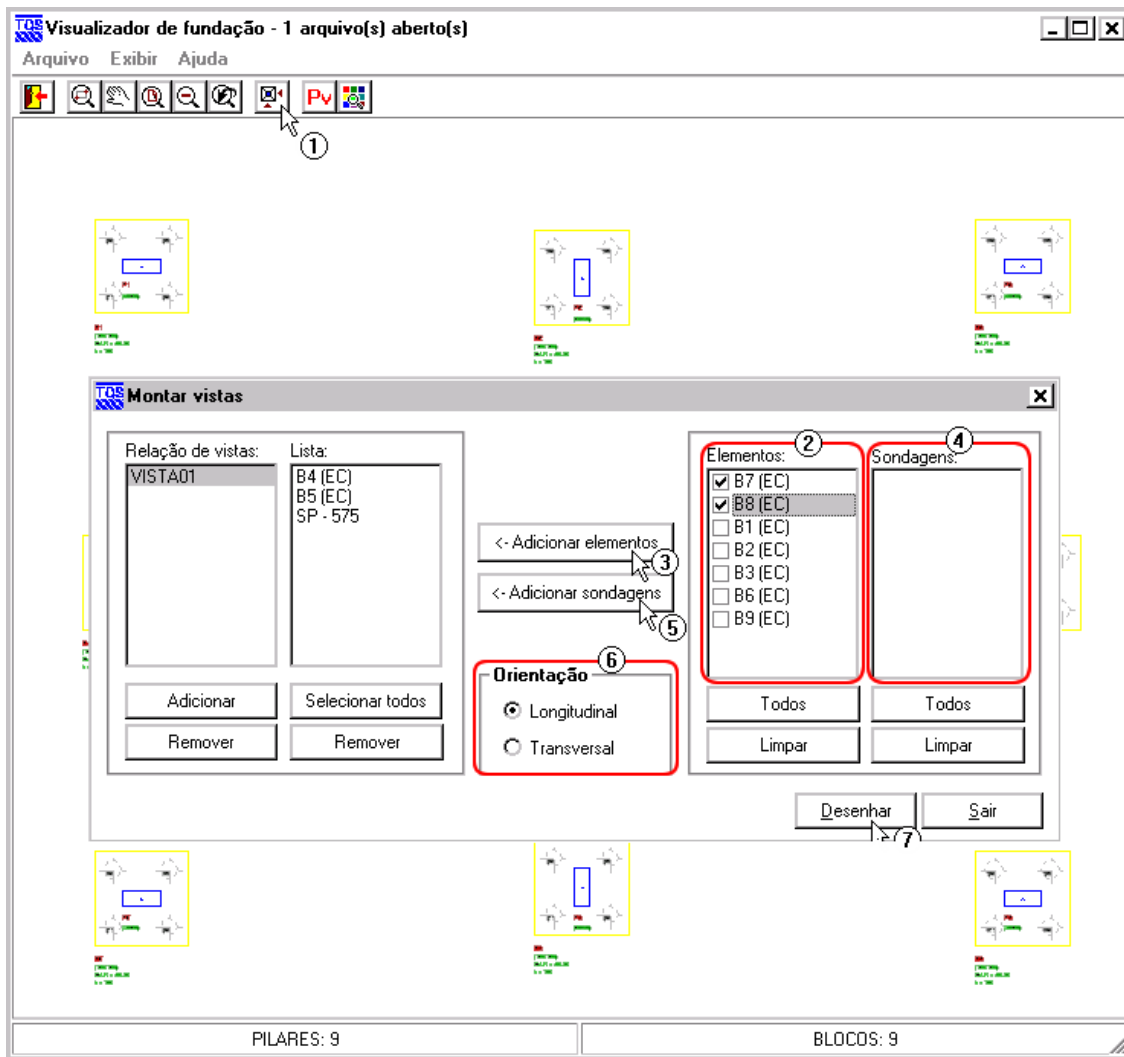 TQS Visualizador de fundação - 1 arquivo(s) aberto(s)
Arquivo Exibir Ajuda
Pv
1
TQS Montar vistas
Relação de vistas:
VISTA01
Adicionar
Remover
Lista:
B4 (EC)
B5 (EC)
SP - 575
Selecionar todos
Remover
<- Adicionar elementos
3
<- Adicionar sondagens
5
6
Orientação
Longitudinal
Transversal
2
Elementos:
B7 (EC)
B8 (EC)
B1 (EC)
B2 (EC)
B3 (EC)
B6 (EC)
B9 (EC)
Todos
Limpar
4
Sondagens:
Todos
Limpar
Desenhar
7
Sair
PILARES: 9
BLOCOS: 9